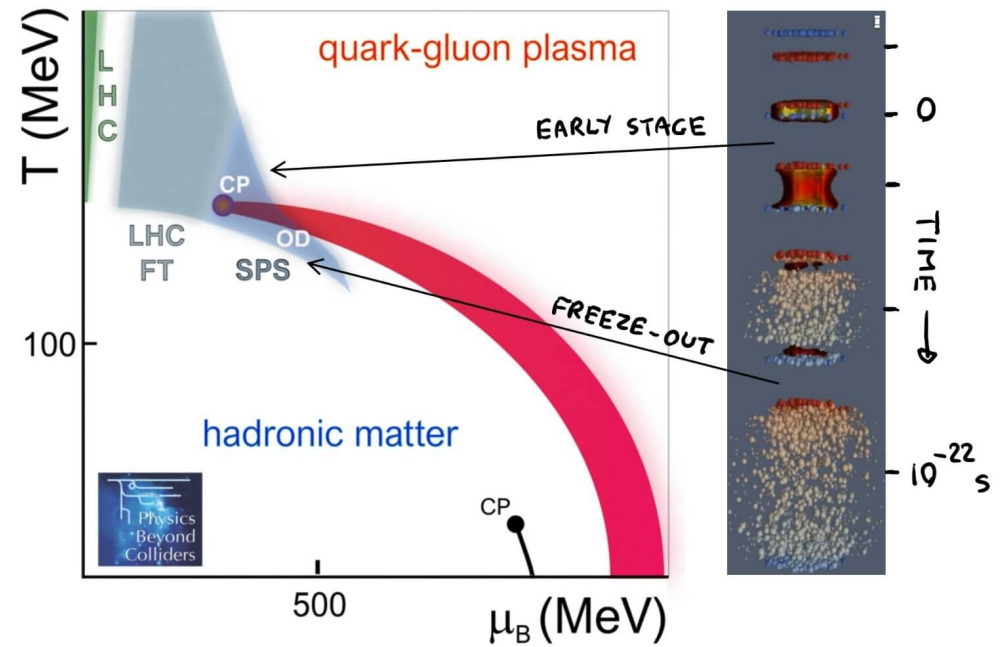 T (MeV)
L
H
C
quark-gluon plasma
EARLY STAGE
CP
OD
LHC
FT
SPS
FREEZE-OUT
100
hadronic matter
CP
Physics
Beyond
Colliders
500
μB (MeV)
0
TIME →
10-22 s